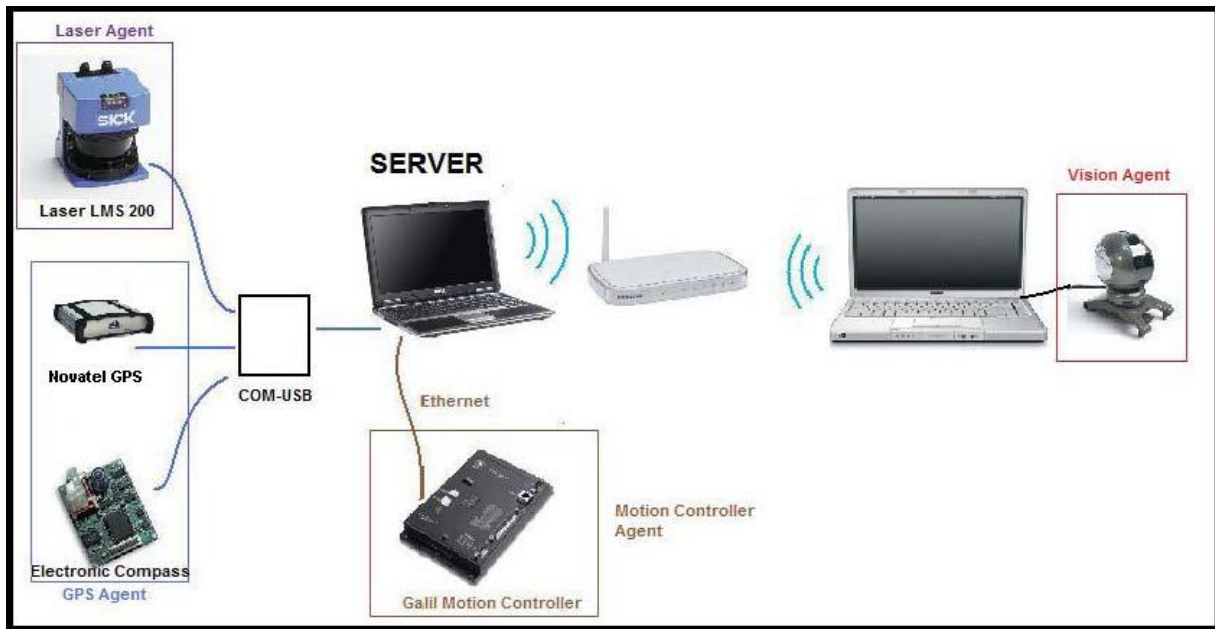 Laser Agent
SICK
Laser LMS 200
SERVER
Vision Agent
Novatel GPS
COM-USB
Ethernet
Motion Controller
Agent
Electronic Compass
GPS Agent
Galil Motion Controller